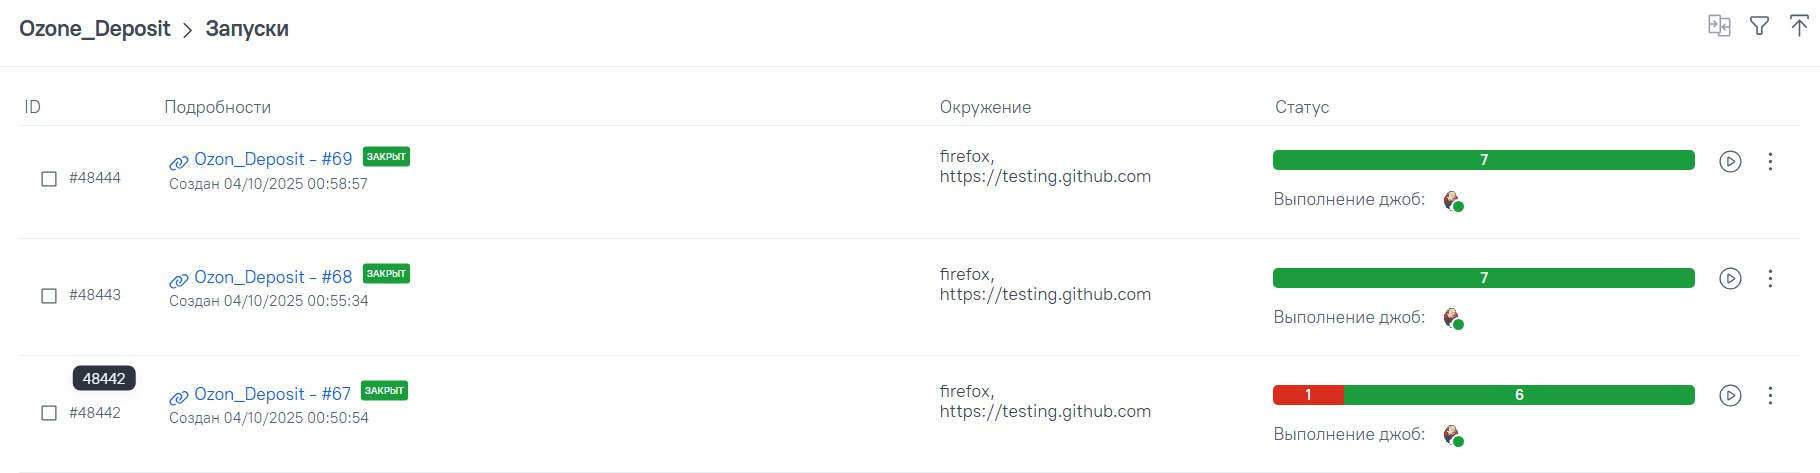 Ozone_Deposit > Запуски
ID Подробности Окружение Статус
Ozon_Deposit - #69 ЗАКРЫТ firefox, 7
#48444 Создан 04/10/2025 00:58:57 https://testing.github.com
Выполнение джоб:
Ozon_Deposit - #68 ЗАКРЫТ firefox, 7
#48443 Создан 04/10/2025 00:55:34 https://testing.github.com
Выполнение джоб:
48442
Ozon_Deposit - #67 ЗАКРЫТ firefox, 1 6
#48442 Создан 04/10/2025 00:50:54 https://testing.github.com
Выполнение джоб: